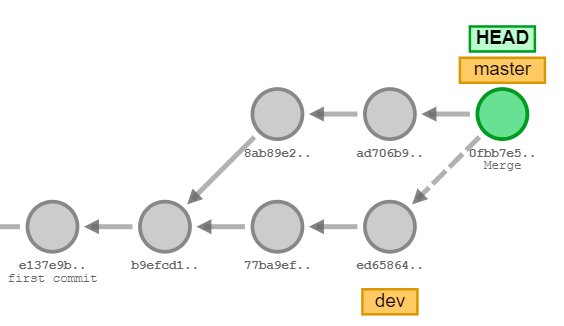 HEAD
master
8ab89e2..
ad706b9..
0fbb7e5..
Merge
e137e9b..
first commit
b9efcd1..
77ba9ef..
ed65864..
dev